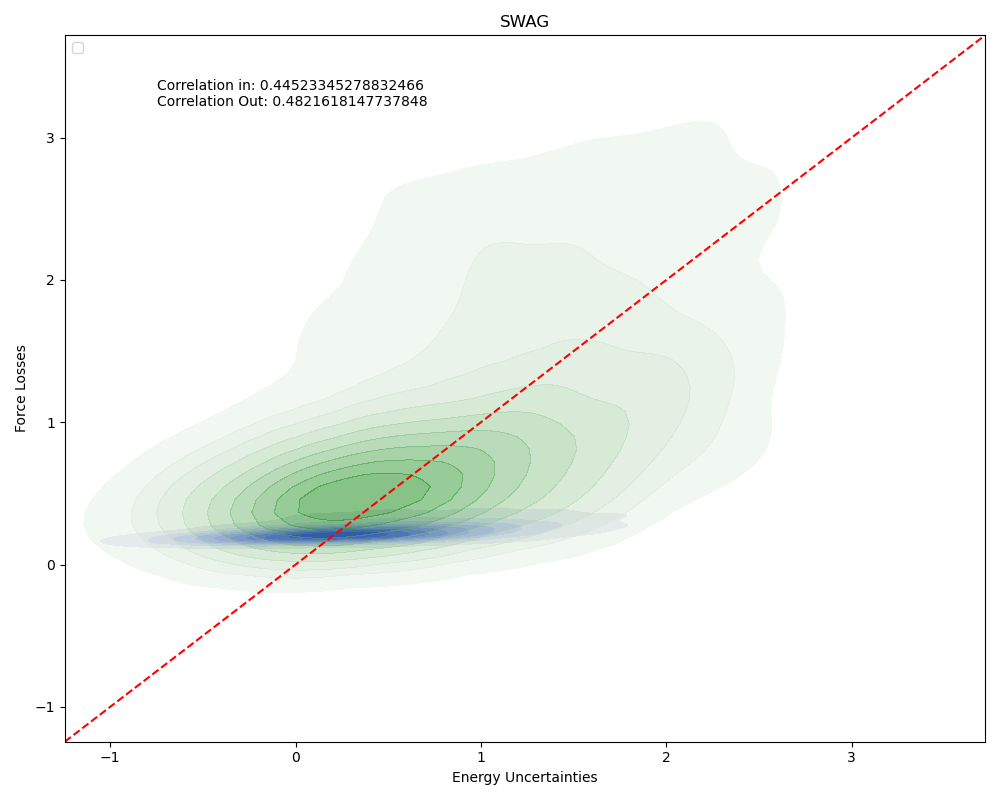 SWAG
Correlation in: 0.44523345278832466
Correlation Out: 0.4821618147737848
3
2
1
0
−1
Force Losses
−1
0
1
2
3
Energy Uncertainties